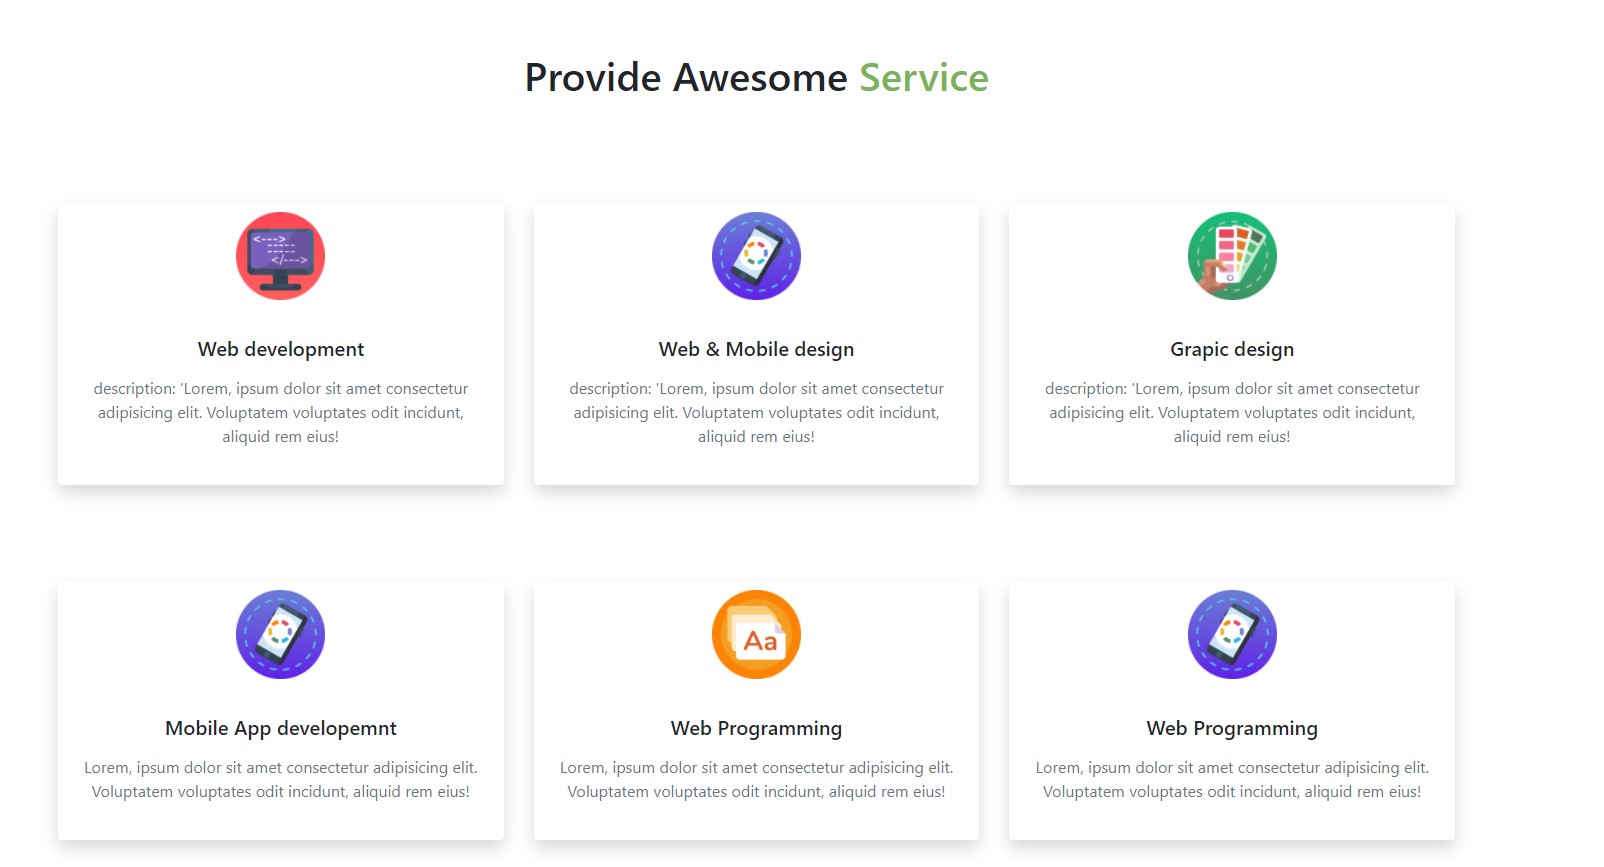 Provide Awesome Service
<--->
</--->
Web development
description: 'Lorem, ipsum dolor sit amet consectetur
adipisicing elit. Voluptatem voluptates odit incidunt,
aliquid rem eius!
Web & Mobile design
description: 'Lorem, ipsum dolor sit amet consectetur
adipisicing elit. Voluptatem voluptates odit incidunt,
aliquid rem eius!
Grapic design
description: 'Lorem, ipsum dolor sit amet consectetur
adipisicing elit. Voluptatem voluptates odit incidunt,
aliquid rem eius!
Mobile App developemnt
Lorem, ipsum dolor sit amet consectetur adipisicing elit.
Voluptatem voluptates odit incidunt, aliquid rem eius!
Aa
Web Programming
Lorem, ipsum dolor sit amet consectetur adipisicing elit.
Voluptatem voluptates odit incidunt, aliquid rem eius!
Web Programming
Lorem, ipsum dolor sit amet consectetur adipisicing elit.
Voluptatem voluptates odit incidunt, aliquid rem eius!